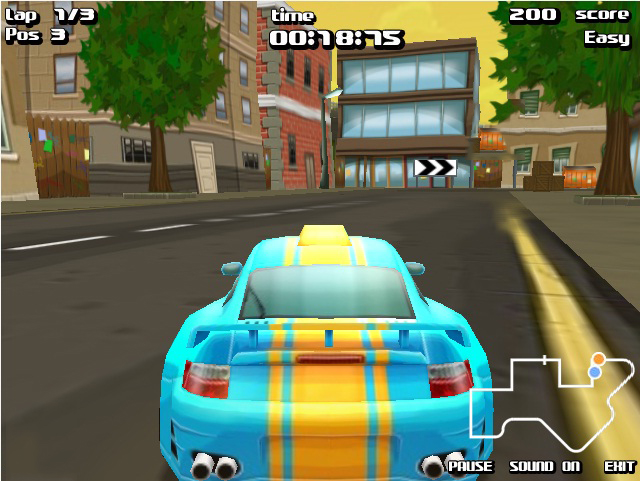 Lap 1/3
Pos 3
time
00:18:75
200 score
Easy
PAUSE SOUND ON EXIT